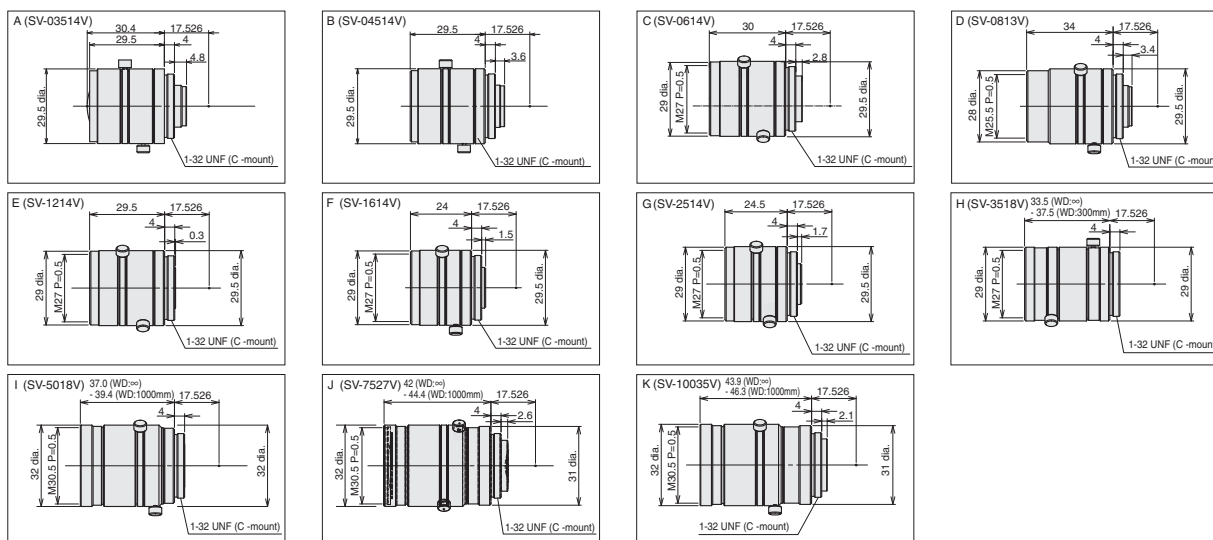 A (SV-03514V)
30.4 17.526
29.5 4
4.8
29.5 dia.
1-32 UNF (C -mount)
B (SV-04514V)
29.5 17.526
4
3.6
29.5 dia.
1-32 UNF (C -mount)
C (SV-0614V)
30 17.526
4
2.8
29 dia.
M27 P=0.5
29.5 dia.
1-32 UNF (C -mount)
D (SV-0813V)
34 17.526
4
3.4
28 dia.
M25.5 P=0.5
29.5 dia.
1-32 UNF (C -mount)
E (SV-1214V)
29.5 17.526
4
0.3
29 dia.
M27 P=0.5
29.5 dia.
1-32 UNF (C -mount)
F (SV-1614V)
24 17.526
4
1.5
29 dia.
M27 P=0.5
29.5 dia.
1-32 UNF (C -mount)
G (SV-2514V)
24.5 17.526
4
1.7
29 dia.
M27 P=0.5
29.5 dia.
1-32 UNF (C -mount)
H (SV-3518V) 33.5 (WD:∞)
- 37.5 (WD:300mm) 17.526
4
29 dia.
M27 P=0.5
29 dia.
1-32 UNF (C -mount)
I (SV-5018V) 37.0 (WD:∞)
- 39.4 (WD:1000mm) 17.526
4
32 dia.
M30.5 P=0.5
32 dia.
1-32 UNF (C -mount)
J (SV-7527V) 42 (WD:∞)
- 44.4 (WD:1000mm) 17.526
4
2.6
32 dia.
M30.5 P=0.5
31 dia.
1-32 UNF (C -mount)
K (SV-10035V) 43.9 (WD:∞)
- 46.3 (WD:1000mm) 17.526
4
2.1
32 dia.
M30.5 P=0.5
31 dia.
1-32 UNF (C -mount)